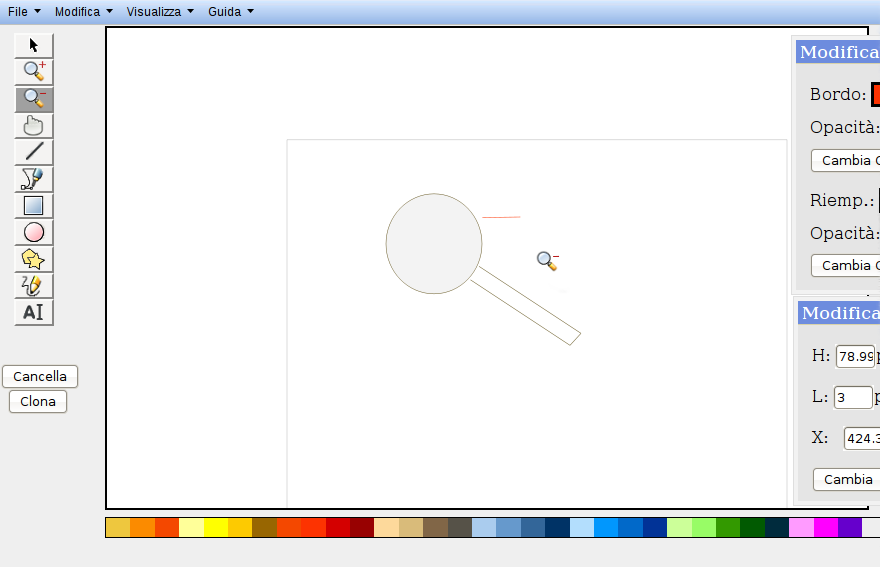 File Modifica Visualizza Guida
Modifica
Bordo:
Opacità:
Cambia
Riemp.:
Opacità:
Cambia
Modifica
H: 78.99
L: 3
X: 424.3
Cambia
AI
Cancella
Clona